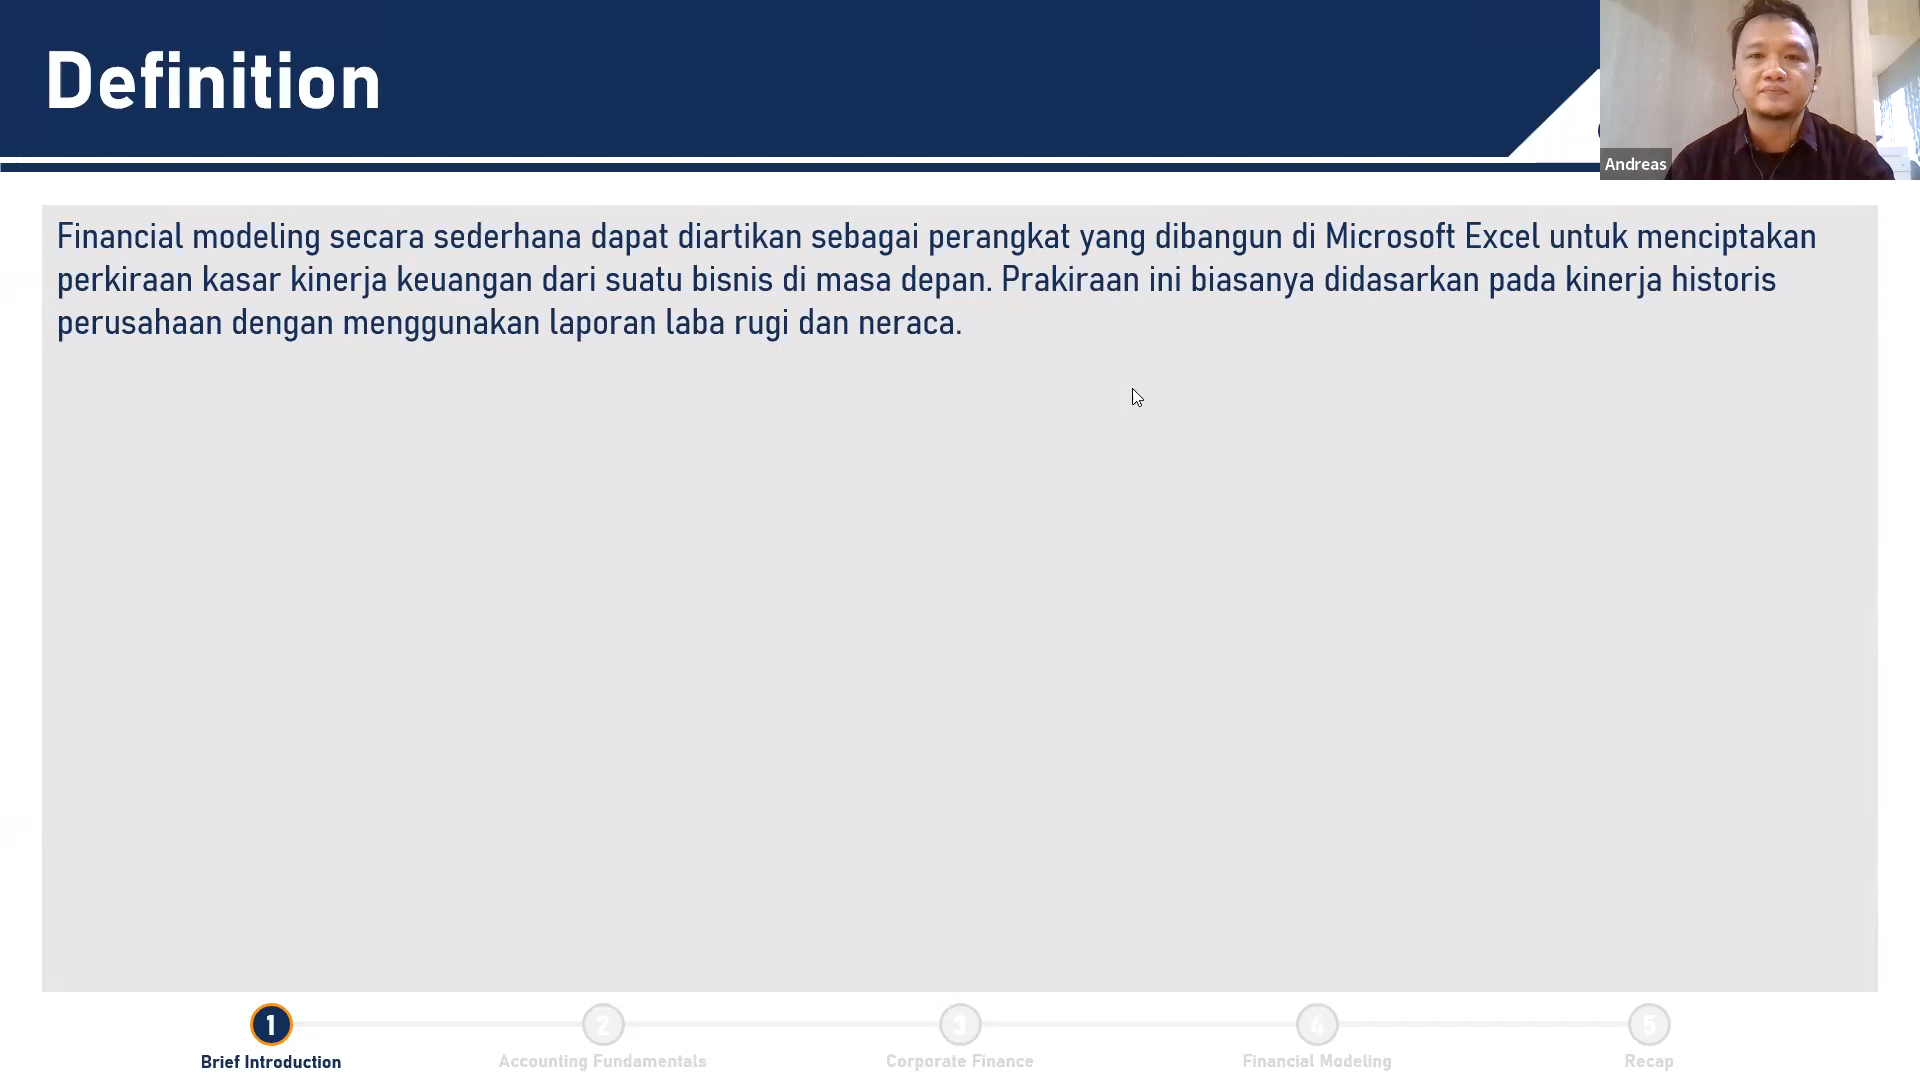 Definition
Andreas
Financial modeling secara sederhana dapat diartikan sebagai perangkat yang dibangun di Microsoft Excel untuk menciptakan
perkiraan kasar kinerja keuangan dari suatu bisnis di masa depan. Prakiraan ini biasanya didasarkan pada kinerja historis
perusahaan dengan menggunakan laporan laba rugi dan neraca.
1
2
3
4
5
Brief Introduction
Accounting Fundamentals
Corporate Finance
Financial Modeling
Recap